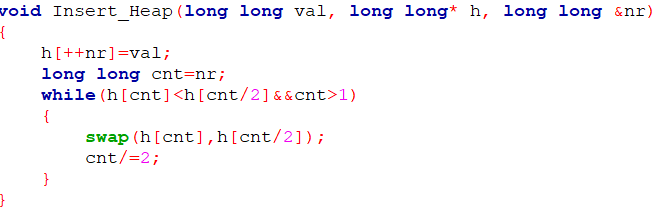 void Insert_Heap(long long val, long long* h, long long &nr)
{
    h[++nr]=val;
    long long cnt=nr;
    while(h[cnt]<h[cnt/2]&&cnt>1)
    {
        swap(h[cnt],h[cnt/2]);
        cnt/=2;
    }
}